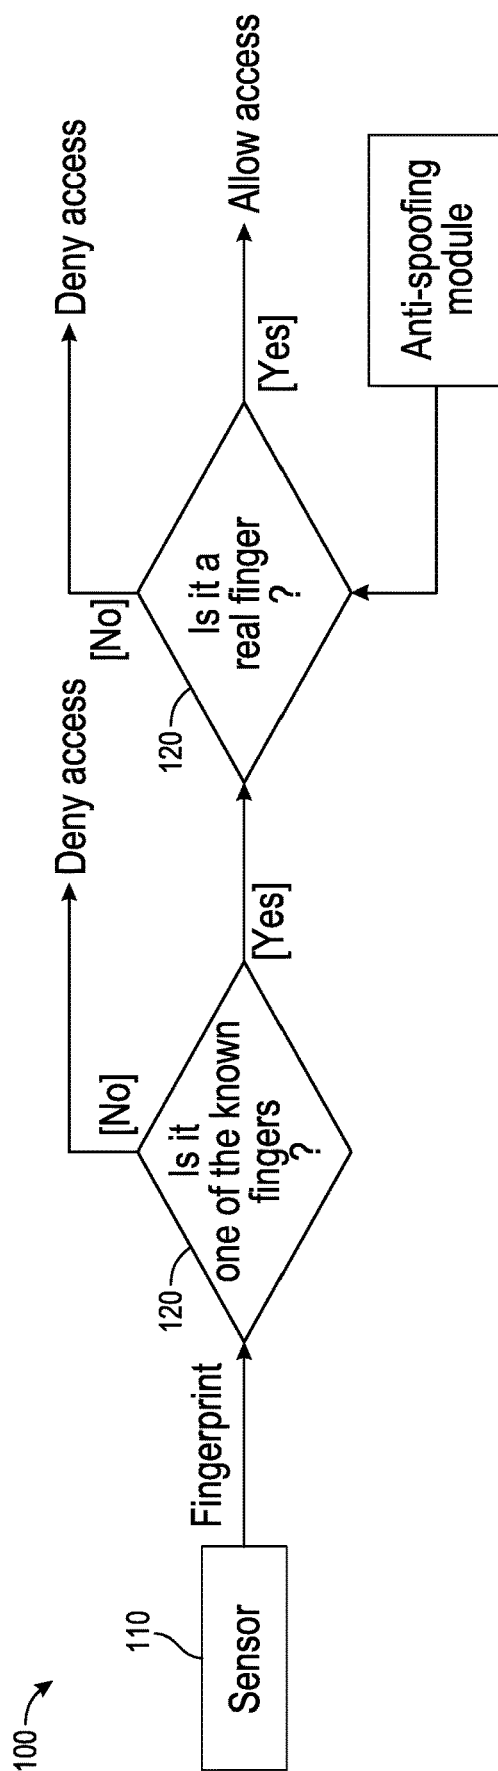 100
110
Sensor
Fingerprint
120
Is it
one of the known
fingers
?
[No]
Deny access
[Yes]
120
Is it a
real finger
?
[No]
Deny access
[Yes]
Allow access
Anti-spoofing
module